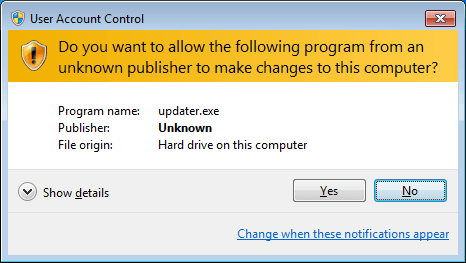 User Account Control
Do you want to allow the following program from an
unknown publisher to make changes to this computer?
Program name: updater.exe
Publisher: Unknown
File origin: Hard drive on this computer
Show details
Yes
No
Change when these notifications appear